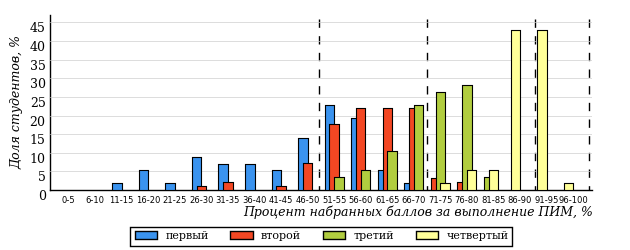 Доля студентов, %
45
40
35
30
25
20
15
10
5
0
0-5 6-10 11-15 16-20 21-25 26-30 31-35 36-40 41-45 46-50 51-55 56-60 61-65 66-70 71-75 76-80 81-85 86-90 91-95 96-100
Процент набранных баллов за выполнение ПИМ, %
первый второй третий четвертый